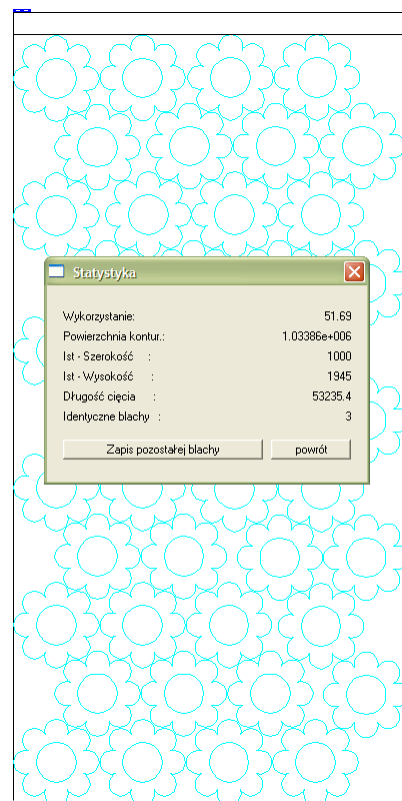 Statystyka
Wykorzystanie: 51.69
Powierzchnia kontur.: 1.03386e+006
Ist - Szerokość : 1000
Ist - Wysokość : 1945
Długość cięcia : 53235.4
Identyczne blachy : 3
Zapis pozostałej blachy powrót